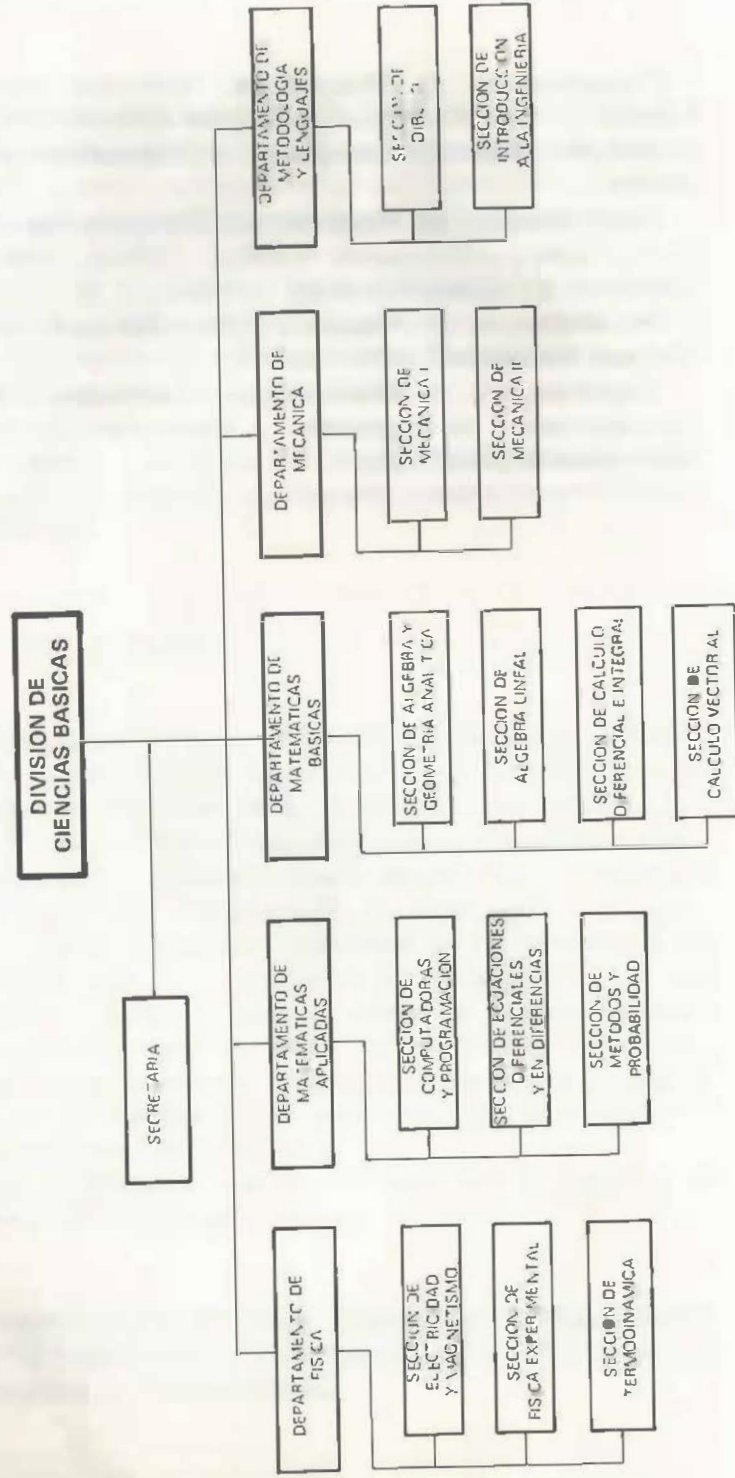 DIVISION DE
CIENCIAS BASICAS
SECRETARIA
DEPARTAMENTO DE
FISICA
SECCION DE
ELECTRICIDAD
Y MAGNETISMO
SECCION DE
FISICA EXPERIMENTAL
SECCION DE
TERMODINAMICA
DEPARTAMENTO DE
MATEMATICAS
APLICADAS
SECCION DE
COMPUTADORAS
Y PROGRAMACION
SECCION DE ECUACIONES
DIFERENCIALES
Y EN DIFERENCIAS
SECCION DE
METODOS Y
PROBABILIDAD
DEPARTAMENTO DE
MATEMATICAS
BASICAS
SECCION DE ALGEBRA Y
GEOMETRIA ANALITICA
SECCION DE
ALGEBRA LINEAL
SECCION DE CALCULO
DIFERENCIAL E INTEGRAL
SECCION DE
CALCULO VECTORIAL
DEPARTAMENTO DE
MECANICA
SECCION DE
MECANICA I
SECCION DE
MECANICA II
DEPARTAMENTO DE
METODOLOGIA
Y LENGUAJES
SECCION DE
SECCION DE
INTRODUCCION
A LA INGENIERIA